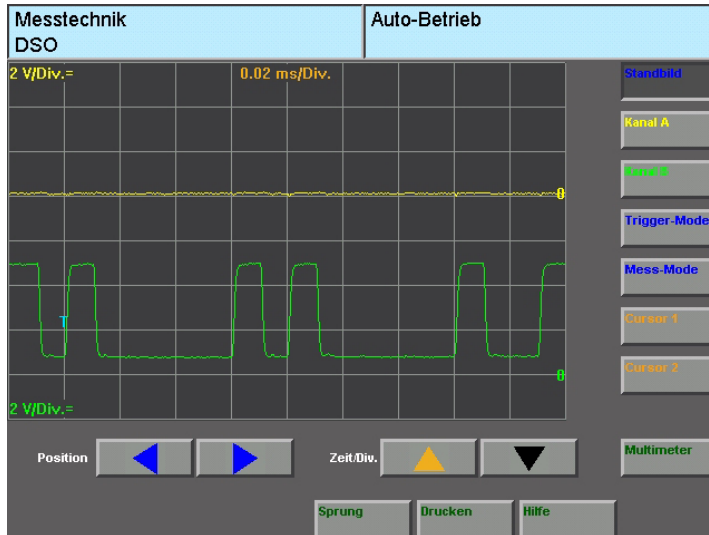 Messtechnik
DSO
Auto-Betrieb
2 V/Div.=
0.02 ms/Div.
Standbild
Kanal A
Kanal B
0
Trigger-Mode
Mess-Mode
T
Cursor 1
Cursor 2
0
2 V/Div.=
Position
Zeit/Div.
Multimeter
Sprung
Drucken
Hilfe